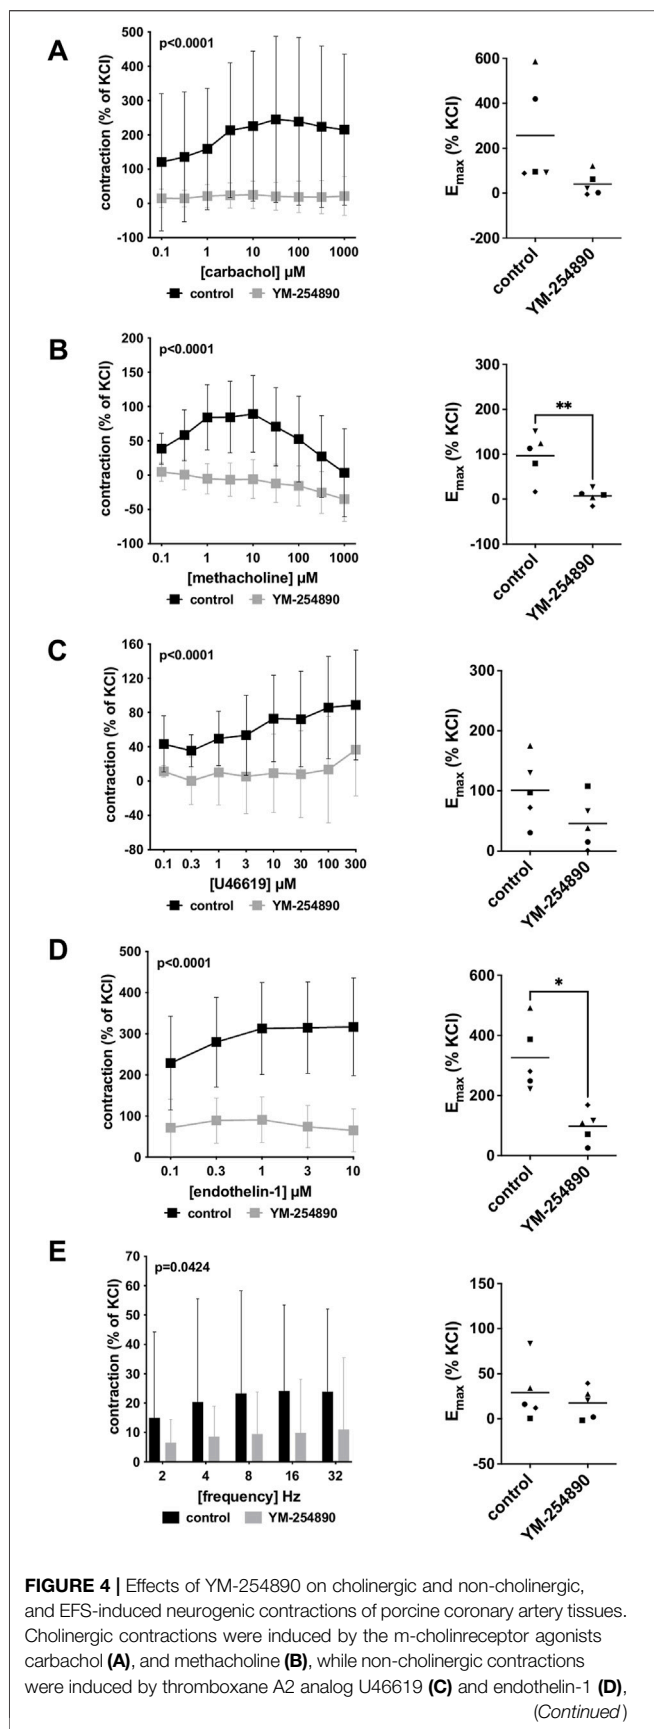 A
p<0.0001
contraction (% of KCl)
500
400
300
200
100
0
-100
0.1 1 10 100 1000
[carbachol] µM
control YM-254890
Emax (% KCl)
600
400
200
0
-200
control
YM-254890
B
p<0.0001
contraction (% of KCl)
200
150
100
50
0
-50
-100
0.1 1 10 100 1000
[methacholine] µM
control YM-254890
Emax (% KCl)
300
200
100
0
-100
**
control
YM-254890
C
p<0.0001
contraction (% of KCl)
160
120
80
40
0
-40
-80
0.1 0.3 1 3 10 30 100 300
[U46619] µM
control YM-254890
Emax (% KCl)
300
200
100
0
control
YM-254890
D
p<0.0001
contraction (% of KCl)
500
400
300
200
100
0
0.1 0.3 1 3 10
[endothelin-1] µM
control YM-254890
Emax (% KCl)
600
400
200
0
*
control
YM-254890
E
p=0.0424
contraction (% of KCl)
70
60
50
40
30
20
10
0
2 4 8 16 32
[frequency] Hz
control YM-254890
Emax (% KCl)
150
100
50
0
-50
control
YM-254890
FIGURE 4 | Effects of YM-254890 on cholinergic and non-cholinergic,
and EFS-induced neurogenic contractions of porcine coronary artery tissues.
Cholinergic contractions were induced by the m-cholinreceptor agonists
carbachol (A), and methacholine (B), while non-cholinergic contractions
were induced by thromboxane A2 analog U46619 (C) and endothelin-1 (D),
(Continued)